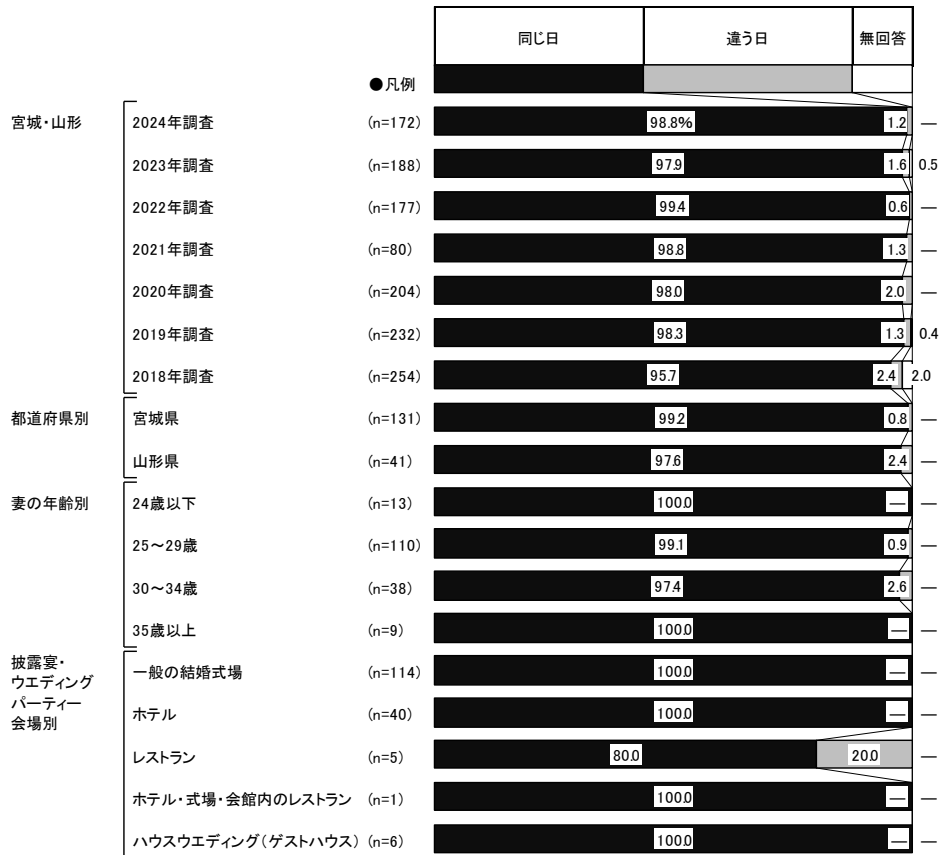 同じ日 違う日 無回答
●凡例
宮城・山形 2024年調査 (n=172) 98.8% 1.2 —
2023年調査 (n=188) 97.9 1.6 0.5
2022年調査 (n=177) 99.4 0.6 —
2021年調査 (n=80) 98.8 1.3 —
2020年調査 (n=204) 98.0 2.0 —
2019年調査 (n=232) 98.3 1.3 0.4
2018年調査 (n=254) 95.7 2.4 2.0
都道府県別 宮城県 (n=131) 99.2 0.8 —
山形県 (n=41) 97.6 2.4 —
妻の年齢別 24歳以下 (n=13) 100.0 — —
25～29歳 (n=110) 99.1 0.9 —
30～34歳 (n=38) 97.4 2.6 —
35歳以上 (n=9) 100.0 — —
披露宴・
ウエディング
パーティー
会場別
一般の結婚式場 (n=114) 100.0 — —
ホテル (n=40) 100.0 — —
レストラン (n=5) 80.0 20.0 —
ホテル・式場・会館内のレストラン (n=1) 100.0 — —
ハウスウエディング（ゲストハウス） (n=6) 100.0 — —